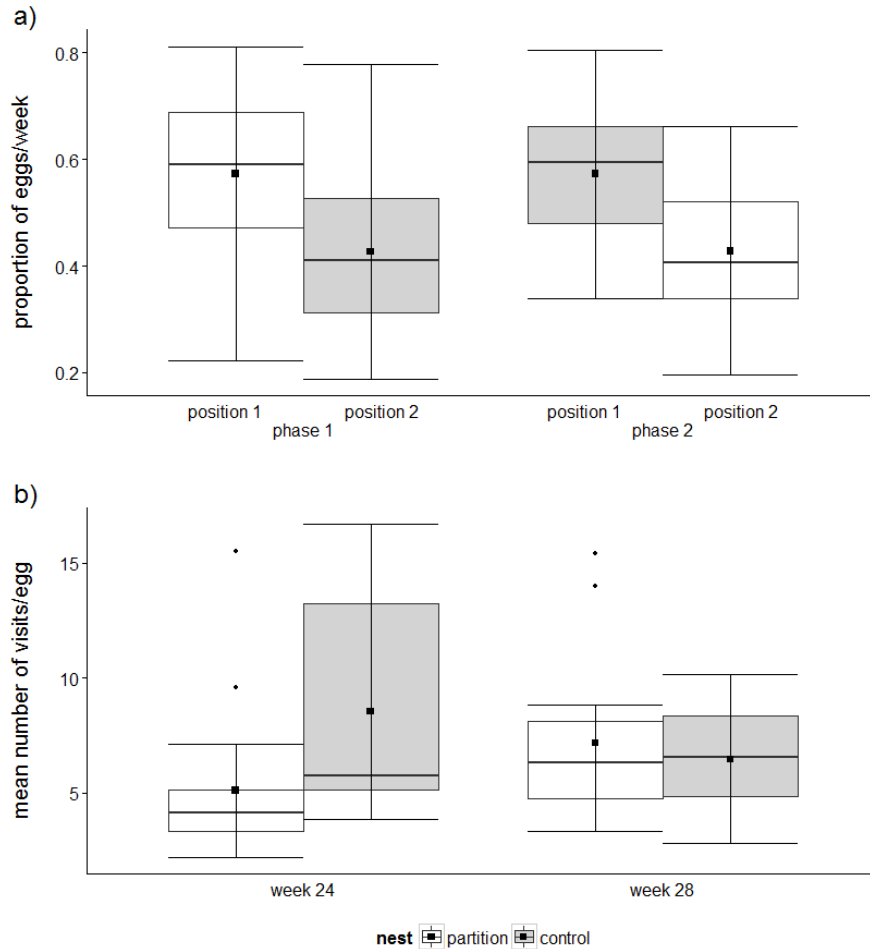 a)
proportion of eggs/week
0.8
0.6
0.4
0.2
position 1 position 2 position 1 position 2
phase 1 phase 2
b)
mean number of visits/egg
15
10
5
week 24 week 28
nest partition control